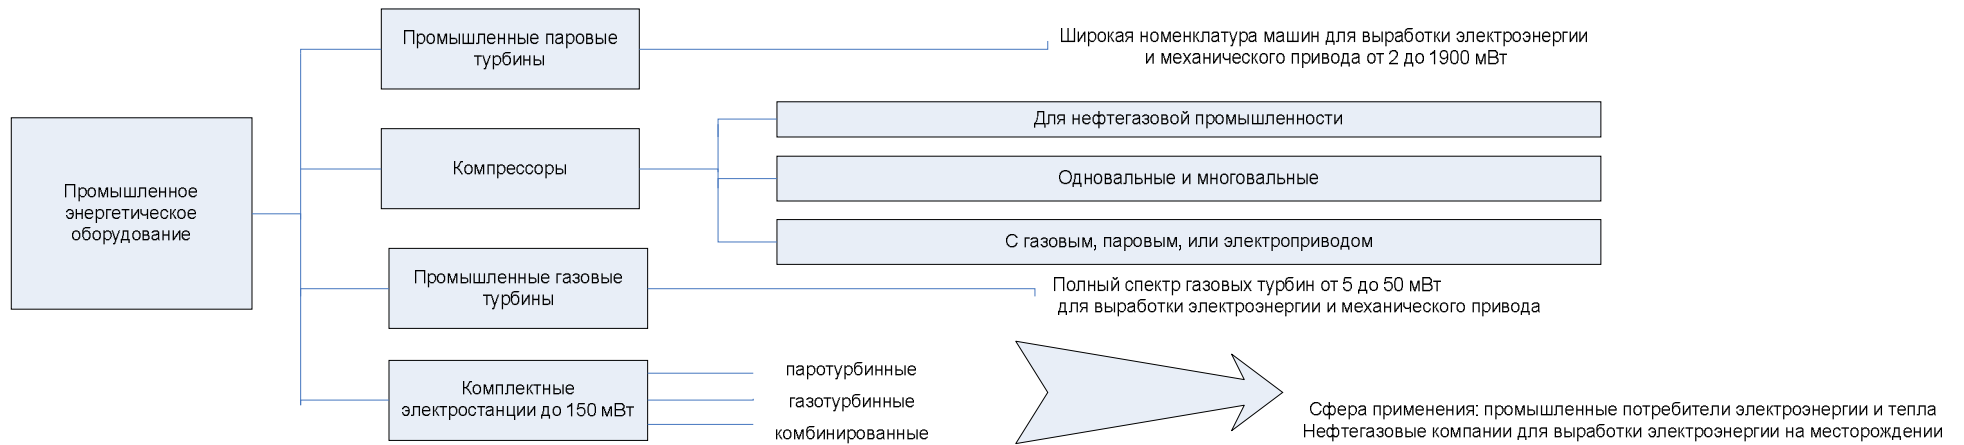 Промышленное
энергетическое
оборудование
Промышленные паровые
турбины
Широкая номенклатура машин для выработки электроэнергии
и механического привода от 2 до 1900 мВт
Компрессоры
Для нефтегазовой промышленности
Одновальные и многовальные
С газовым, паровым, или электроприводом
Промышленные газовые
турбины
Полный спектр газовых турбин от 5 до 50 мВт
для выработки электроэнергии и механического привода
Комплектные
электростанции до 150 мВт
паротурбинные
газотурбинные
комбинированные
Сфера применения: промышленные потребители электроэнергии и тепла
Нефтегазовые компании для выработки электроэнергии на месторождении